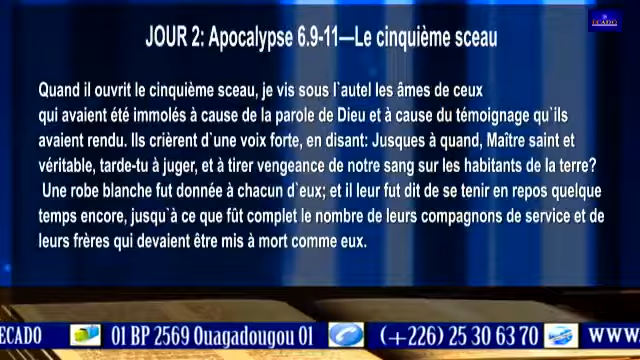 ECADO
JOUR 2: Apocalypse 6.9-11—Le cinquième sceau
Quand il ouvrit le cinquième sceau, je vis sous l`autel les âmes de ceux
qui avaient été immolés à cause de la parole de Dieu et à cause du témoignage qu`ils
avaient rendu. Ils crièrent d`une voix forte, en disant: Jusques à quand, Maître saint et
véritable, tarde-tu à juger, et à tirer vengeance de notre sang sur les habitants de la terre?
Une robe blanche fut donnée à chacun d`eux; et il leur fut dit de se tenir en repos quelque
temps encore, jusqu`à ce que fût complet le nombre de leurs compagnons de service et de
leurs frères qui devaient être mis à mort comme eux.
ECADO 01 BP 2569 Ouagadougou 01 (+226) 25 30 63 70 www.